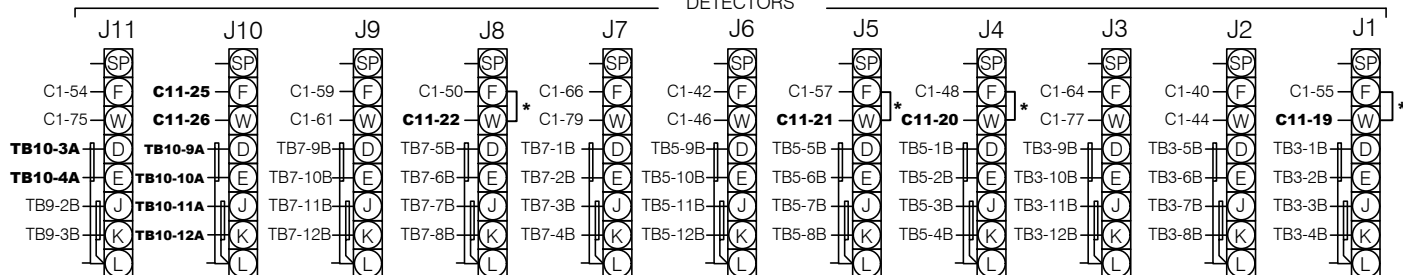 DETECTORS
J11 J10 J9 J8 J7 J6 J5 J4 J3 J2 J1
SP SP SP SP SP SP SP SP SP SP SP
C1-54 F C11-25 F C1-59 F C1-50 F C1-66 F C1-42 F C1-57 F C1-48 F C1-64 F C1-40 F C1-55 F
* * * *
C1-75 W C11-26 W C1-61 W C11-22 W C1-79 W C1-46 W C11-21 W C11-20 W C1-77 W C1-44 W C11-19 W
TB10-3A D TB10-9A D TB7-9B D TB7-5B D TB7-1B D TB5-9B D TB5-5B D TB5-1B D TB3-9B D TB3-5B D TB3-1B D
TB10-4A E TB10-10A E TB7-10B E TB7-6B E TB7-2B E TB5-10B E TB5-6B E TB5-2B E TB3-10B E TB3-6B E TB3-2B E
TB9-2B J TB10-11A J TB7-11B J TB7-7B J TB7-3B J TB5-11B J TB5-7B J TB5-3B J TB3-11B J TB3-7B J TB3-3B J
TB9-3B K TB10-12A K TB7-12B K TB7-8B K TB7-4B K TB5-12B K TB5-8B K TB5-4B K TB3-12B K TB3-8B K TB3-4B K
L L L L L L L L L L L